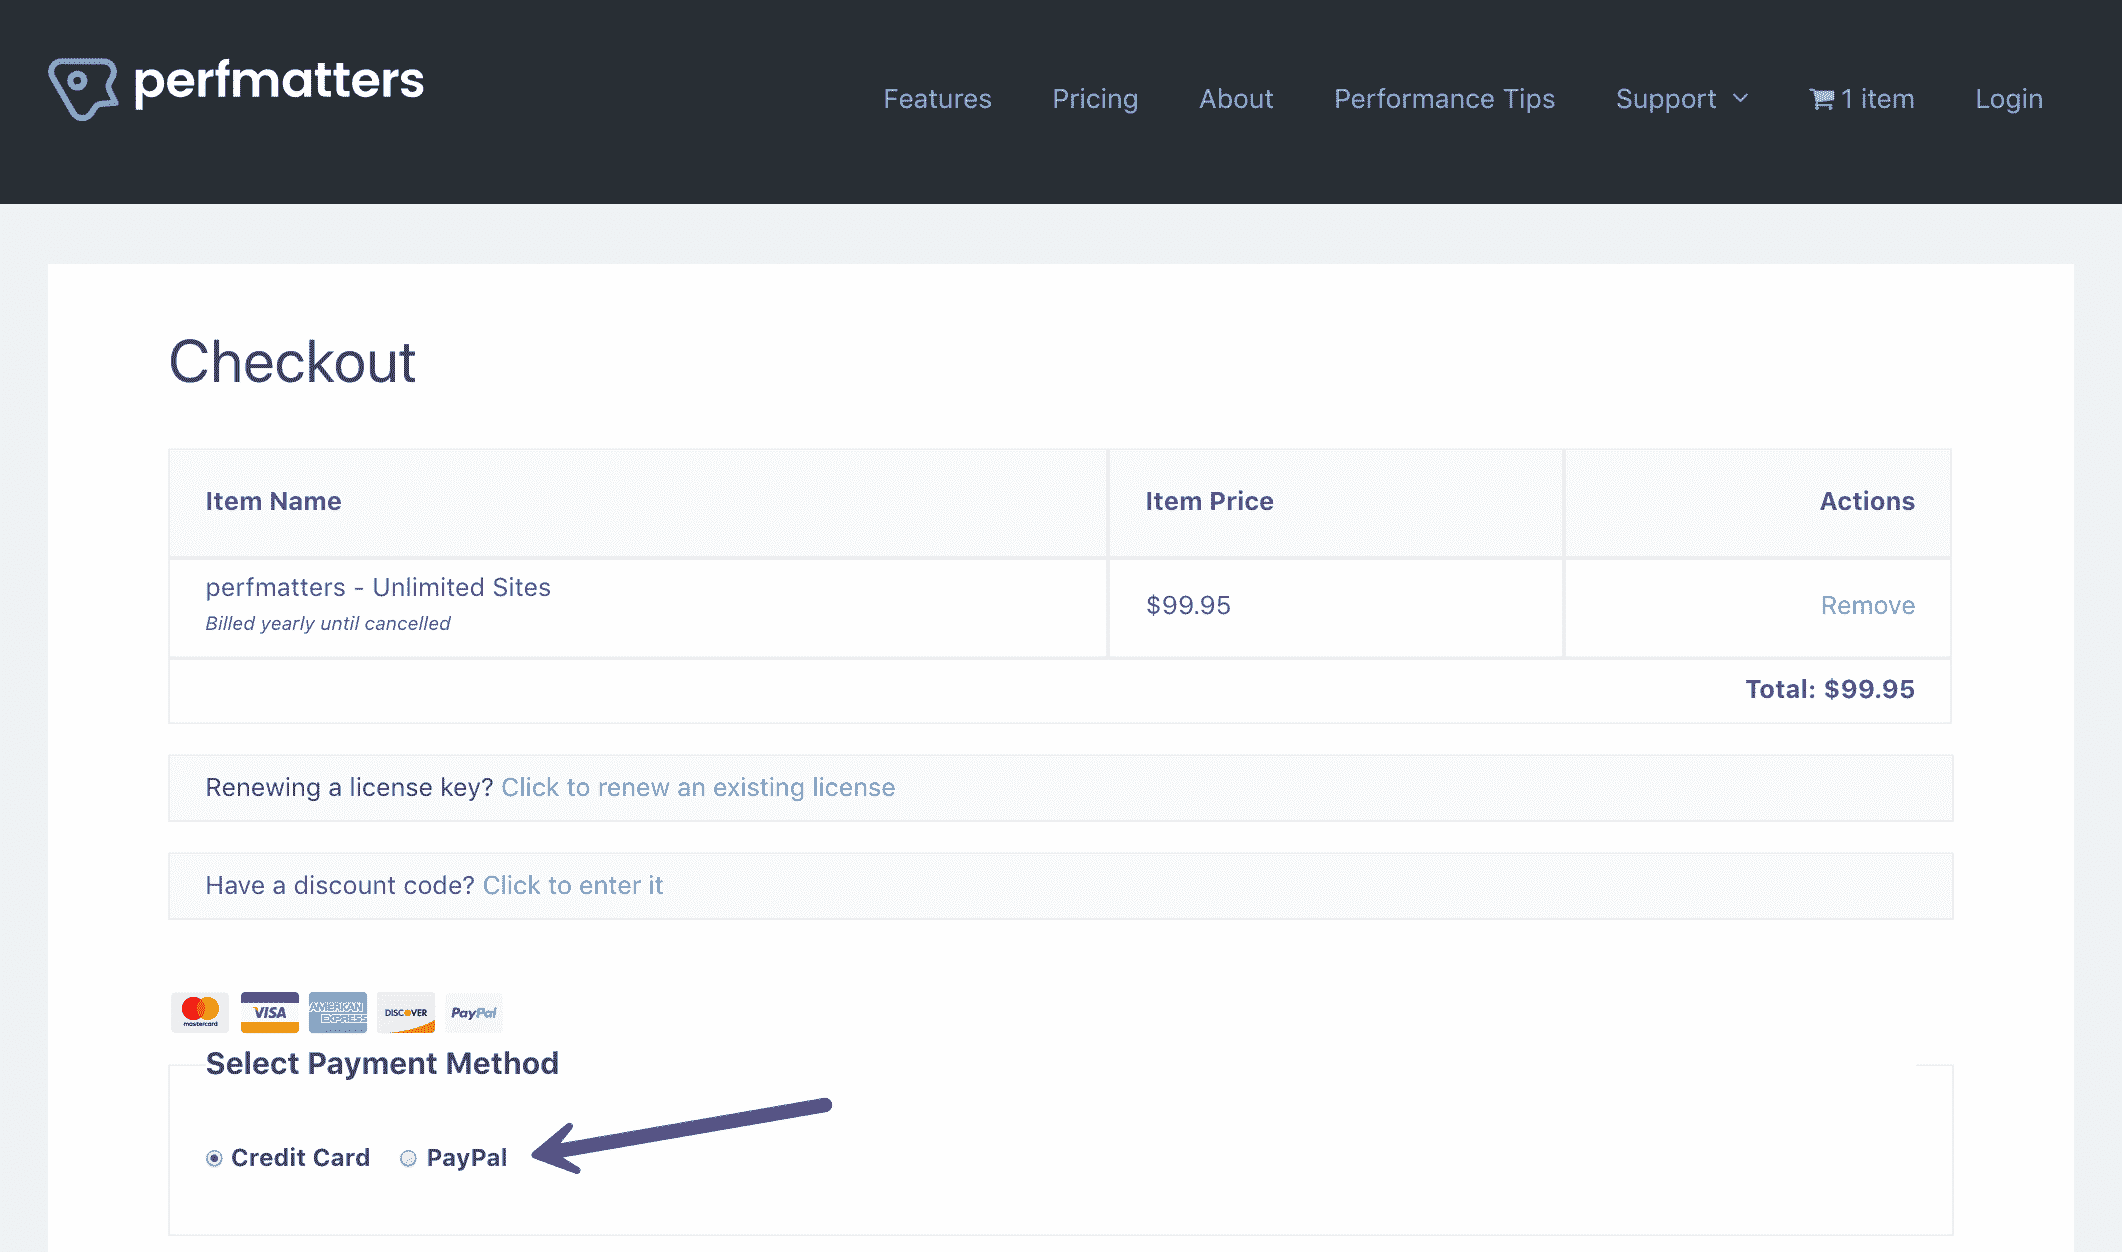 perfmatters
Features Pricing About Performance Tips Support 1 item Login
Checkout
Item Name Item Price Actions
perfmatters - Unlimited Sites
Billed yearly until cancelled
$99.95
Remove
Total: $99.95
Renewing a license key? Click to renew an existing license
Have a discount code? Click to enter it
mastercard VISA AMERICAN EXPRESS DISCOVER PayPal
Select Payment Method
Credit Card PayPal